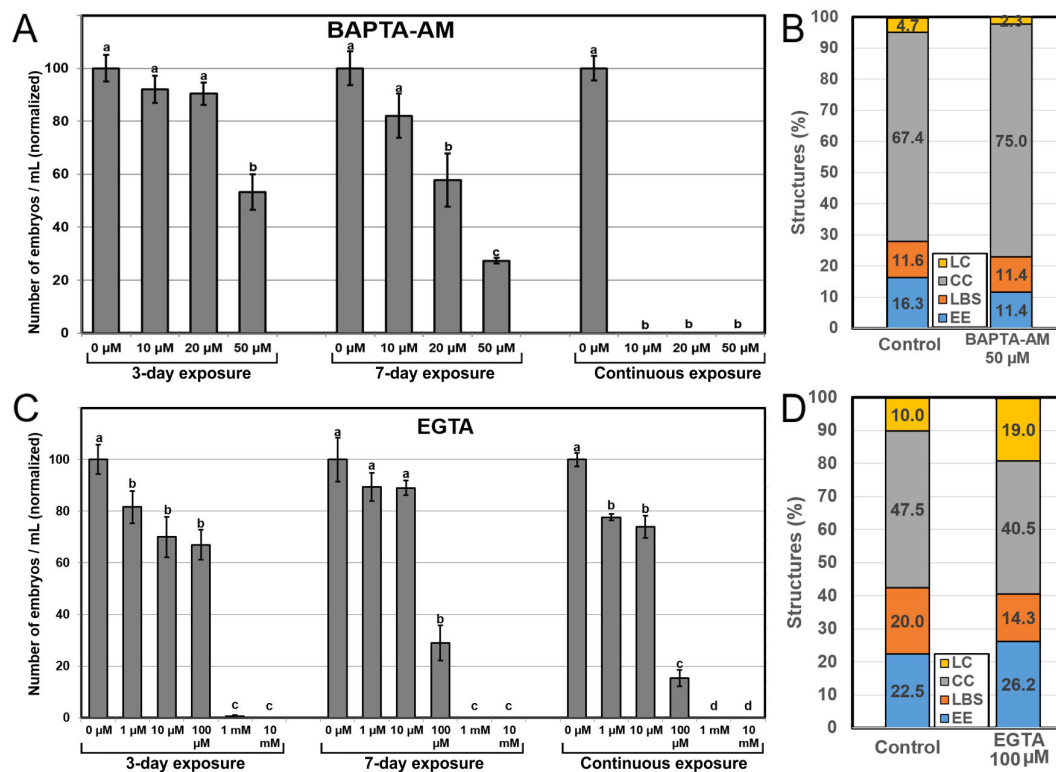 A
BAPTA-AM
Number of embryos / mL (normalized)
100
80
60
40
20
0
a
a
a
b
a
a
b
c
a
b
b
b
0 µM
10 µM
20 µM
50 µM
0 µM
10 µM
20 µM
50 µM
0 µM
10 µM
20 µM
50 µM
3-day exposure
7-day exposure
Continuous exposure
B
Structures (%)
100
90
80
70
60
50
40
30
20
10
0
4.7
67.4
11.6
16.3
2.3
75.0
11.4
11.4
LC
CC
LBS
EE
Control
BAPTA-AM
50 µM
C
EGTA
Number of embryos / mL (normalized)
100
80
60
40
20
0
a
b
b
b
c
c
a
a
a
b
c
c
a
b
b
c
d
d
0 µM
1 µM
10 µM
100
µM
1 mM
10
mM
0 µM
1 µM
10 µM
100
µM
1 mM
10
mM
0 µM
1 µM
10 µM
100
µM
1 mM
10
mM
3-day exposure
7-day exposure
Continuous exposure
D
Structures (%)
100
90
80
70
60
50
40
30
20
10
0
10.0
47.5
20.0
22.5
19.0
40.5
14.3
26.2
LC
CC
LBS
EE
Control
EGTA
100 µM